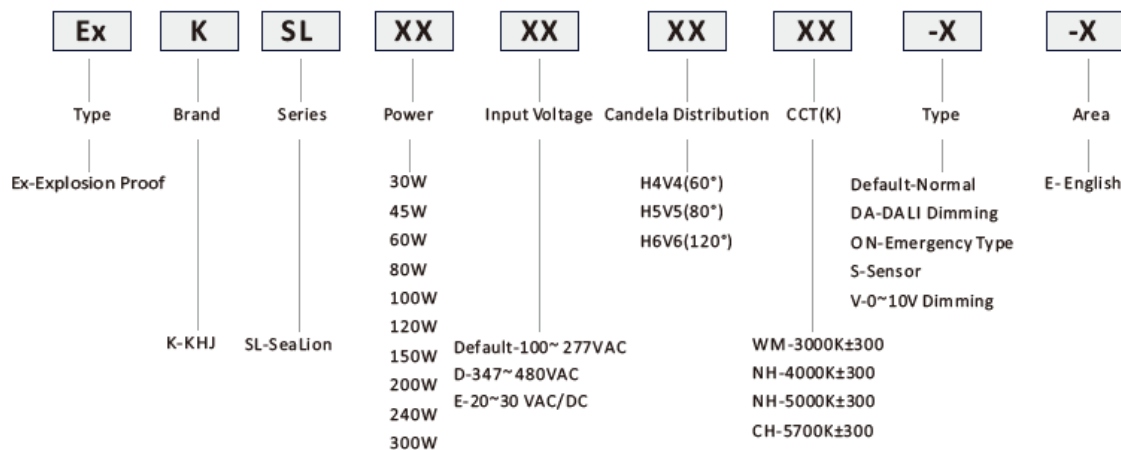 Ex K SL XX XX XX XX -X -X
Type Brand Series Power Input Voltage Candela Distribution CCT(K) Type Area
Ex-Explosion Proof
K-KHJ
SL-SeaLion
30W
45W
60W
80W
100W
120W
150W
200W
240W
300W
Default-100~277VAC
D-347~480VAC
E-20~30 VAC/DC
H4V4(60°)
H5V5(80°)
H6V6(120°)
WM-3000K±300
NH-4000K±300
NH-5000K±300
CH-5700K±300
Default-Normal
DA-DALI Dimming
ON-Emergency Type
S-Sensor
V-0~10V Dimming
E-English